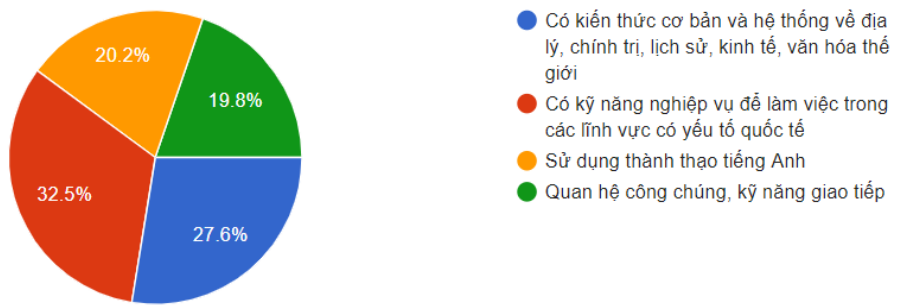 20.2%
19.8%
32.5%
27.6%
Có kiến thức cơ bản và hệ thống về địa
lý, chính trị, lịch sử, kinh tế, văn hóa thế
giới
Có kỹ năng nghiệp vụ để làm việc trong
các lĩnh vực có yếu tố quốc tế
Sử dụng thành thạo tiếng Anh
Quan hệ công chúng, kỹ năng giao tiếp